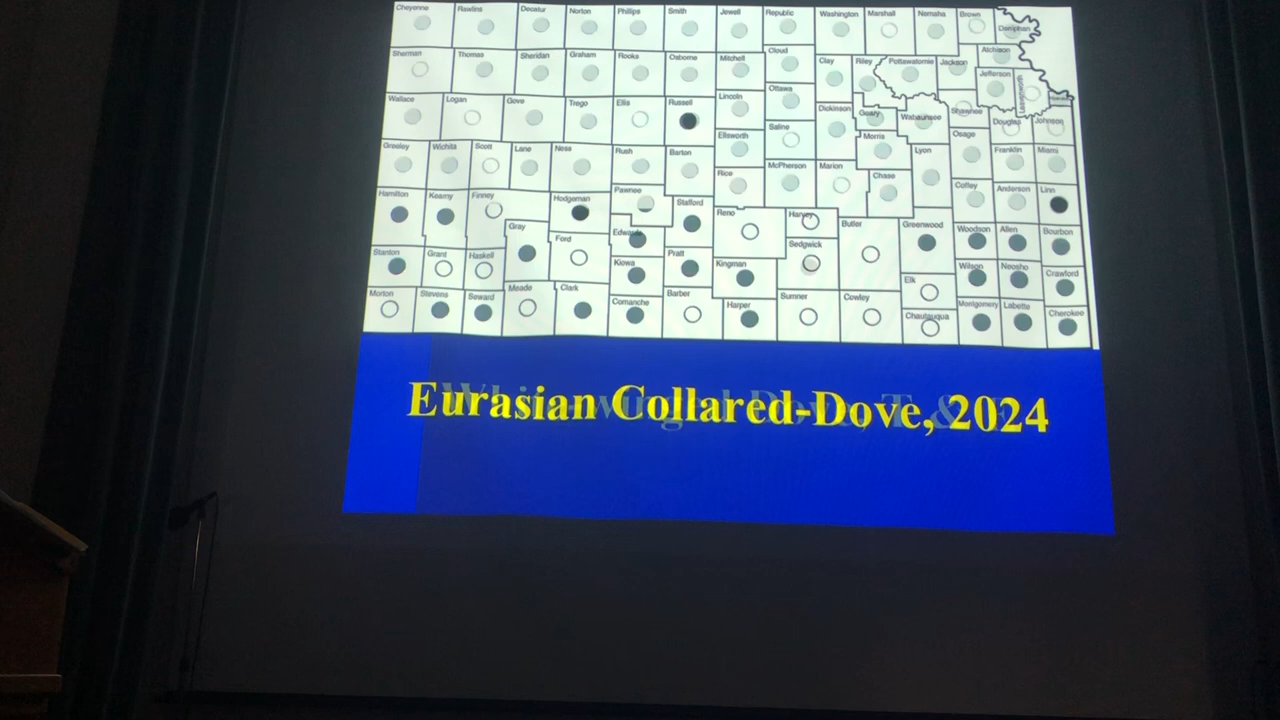 Cheyenne Rawlins Decatur Norton Phillips Smith Jewell Republic Washington Marshall Nemaha Brown Doniphan
Sherman Thomas Sheridan Graham Rooks Osborne Mitchell Cloud Clay Riley Pottawatomie Jackson Atchison
Jefferson Leavenworth
Wallace Logan Gove Trego Ellis Russell Lincoln Ottawa Dickinson Geary Wabaunsee Shawnee Douglas Johnson
Ellsworth Saline Morris Osage
Greeley Wichita Scott Lane Ness Rush Barton Rice McPherson Marion Chase Lyon Franklin Miami
Hamilton Kearny Finney Hodgeman Pawnee Stafford Reno Harvey Butler Greenwood Coffey Anderson Linn
Gray Ford Edwards Sedgwick Woodson Allen Bourbon
Stanton Grant Haskell Kiowa Pratt Kingman Elk Wilson Neosho Crawford
Morton Stevens Seward Meade Clark Comanche Barber Harper Sumner Cowley Chautauqua Montgomery Labette Cherokee
Eurasian Collared-Dove, 2024